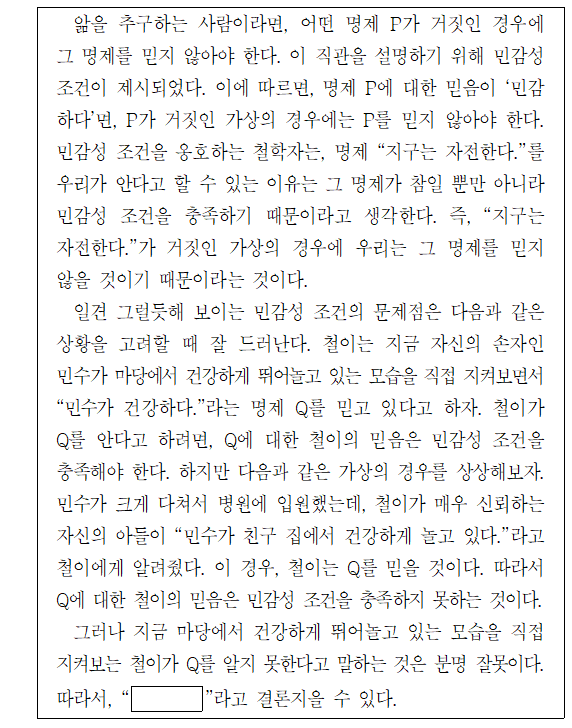 앎을 추구하는 사람이라면, 어떤 명제 P가 거짓인 경우에
그 명제를 믿지 않아야 한다. 이 직관을 설명하기 위해 민감성
조건이 제시되었다. 이에 따르면, 명제 P에 대한 믿음이 ‘민감
하다’면, P가 거짓인 가상의 경우에는 P를 믿지 않아야 한다.
민감성 조건을 옹호하는 철학자는, 명제 “지구는 자전한다.”를
우리가 안다고 할 수 있는 이유는 그 명제가 참일 뿐만 아니라
민감성 조건을 충족하기 때문이라고 생각한다. 즉, “지구는
자전한다.”가 거짓인 가상의 경우에 우리는 그 명제를 믿지
않을 것이기 때문이라는 것이다.
일견 그럴듯해 보이는 민감성 조건의 문제점은 다음과 같은
상황을 고려할 때 잘 드러난다. 철이는 지금 자신의 손자인
민수가 마당에서 건강하게 뛰어놀고 있는 모습을 직접 지켜보면서
“민수가 건강하다.”라는 명제 Q를 믿고 있다고 하자. 철이가
Q를 안다고 하려면, Q에 대한 철이의 믿음은 민감성 조건을
충족해야 한다. 하지만 다음과 같은 가상의 경우를 상상해보자.
민수가 크게 다쳐서 병원에 입원했는데, 철이가 매우 신뢰하는
자신의 아들이 “민수가 친구 집에서 건강하게 놀고 있다.”라고
철이에게 알려줬다. 이 경우, 철이는 Q를 믿을 것이다. 따라서
Q에 대한 철이의 믿음은 민감성 조건을 충족하지 못하는 것이다.
그러나 지금 마당에서 건강하게 뛰어놀고 있는 모습을 직접
지켜보는 철이가 Q를 알지 못한다고 말하는 것은 분명 잘못이다.
따라서, “ ”라고 결론지을 수 있다.